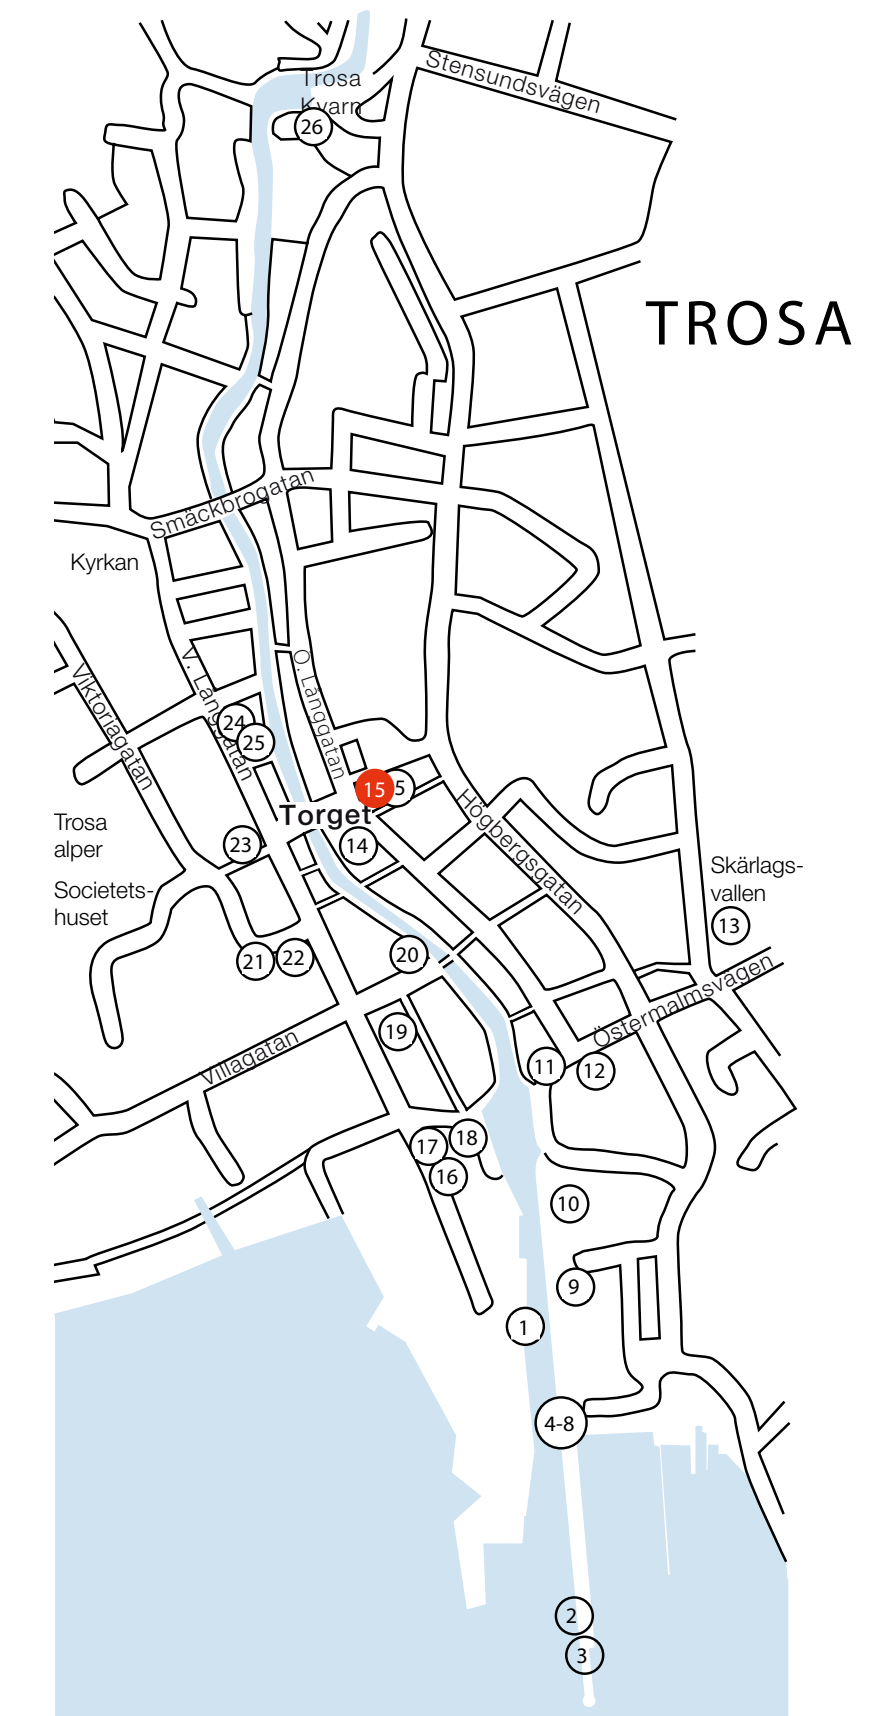 Stensundsvägen
Trosa
Kvarn
26
TROSA
Smäckbrogatan
Kyrkan
Viktoriagatan
V. Långgatan
Ö. Långgatan
24
25
15
5
Torget
Högbergsgatan
Trosa
alper
23
14
Societets-
huset
Skärlags-
vallen
13
21
22
20
Östermalmsvägen
19
Villagatan
11
12
17
18
16
10
9
1
4-8
2
3